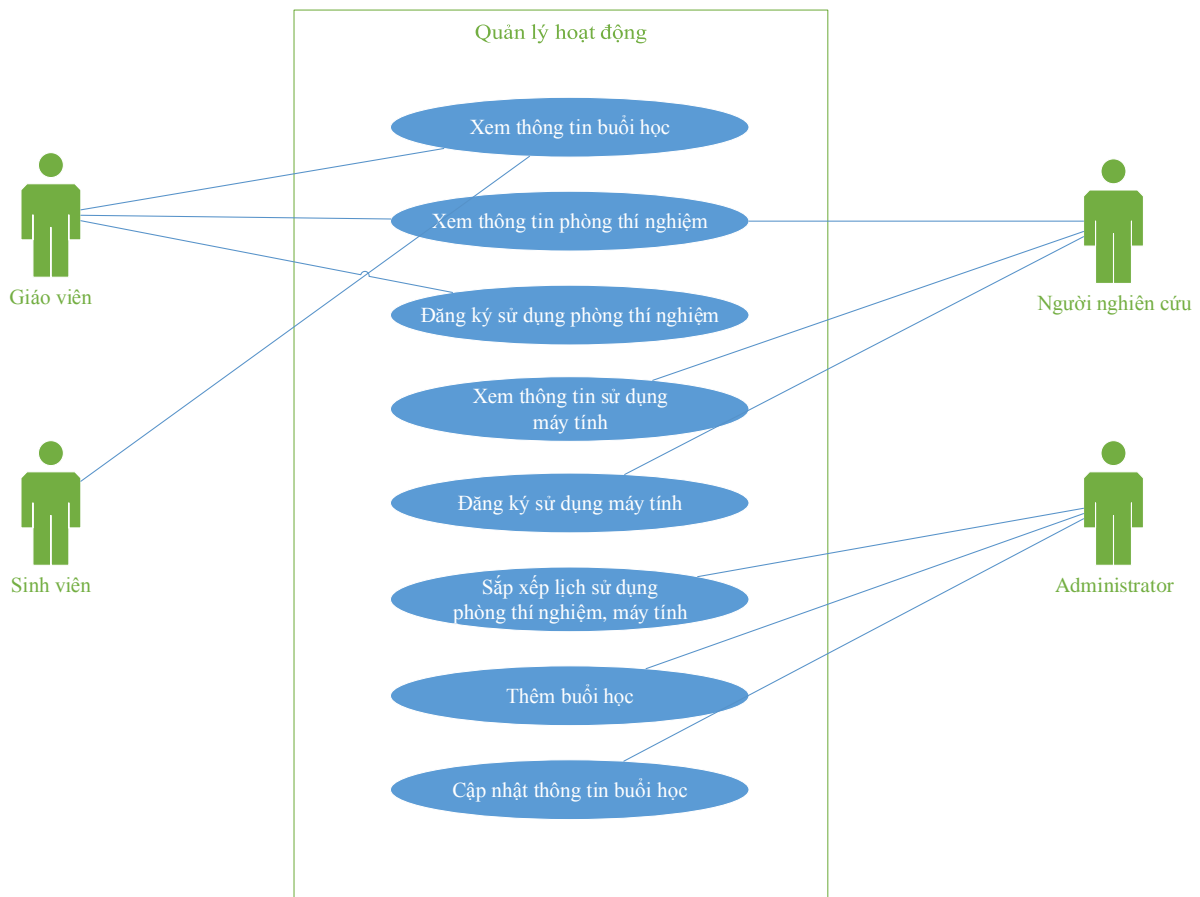 Quản lý hoạt động
Xem thông tin buổi học
Xem thông tin phòng thí nghiệm
Giáo viên
Người nghiên cứu
Đăng ký sử dụng phòng thí nghiệm
Xem thông tin sử dụng
máy tính
Đăng ký sử dụng máy tính
Sinh viên
Administrator
Sắp xếp lịch sử dụng
phòng thí nghiệm, máy tính
Thêm buổi học
Cập nhật thông tin buổi học